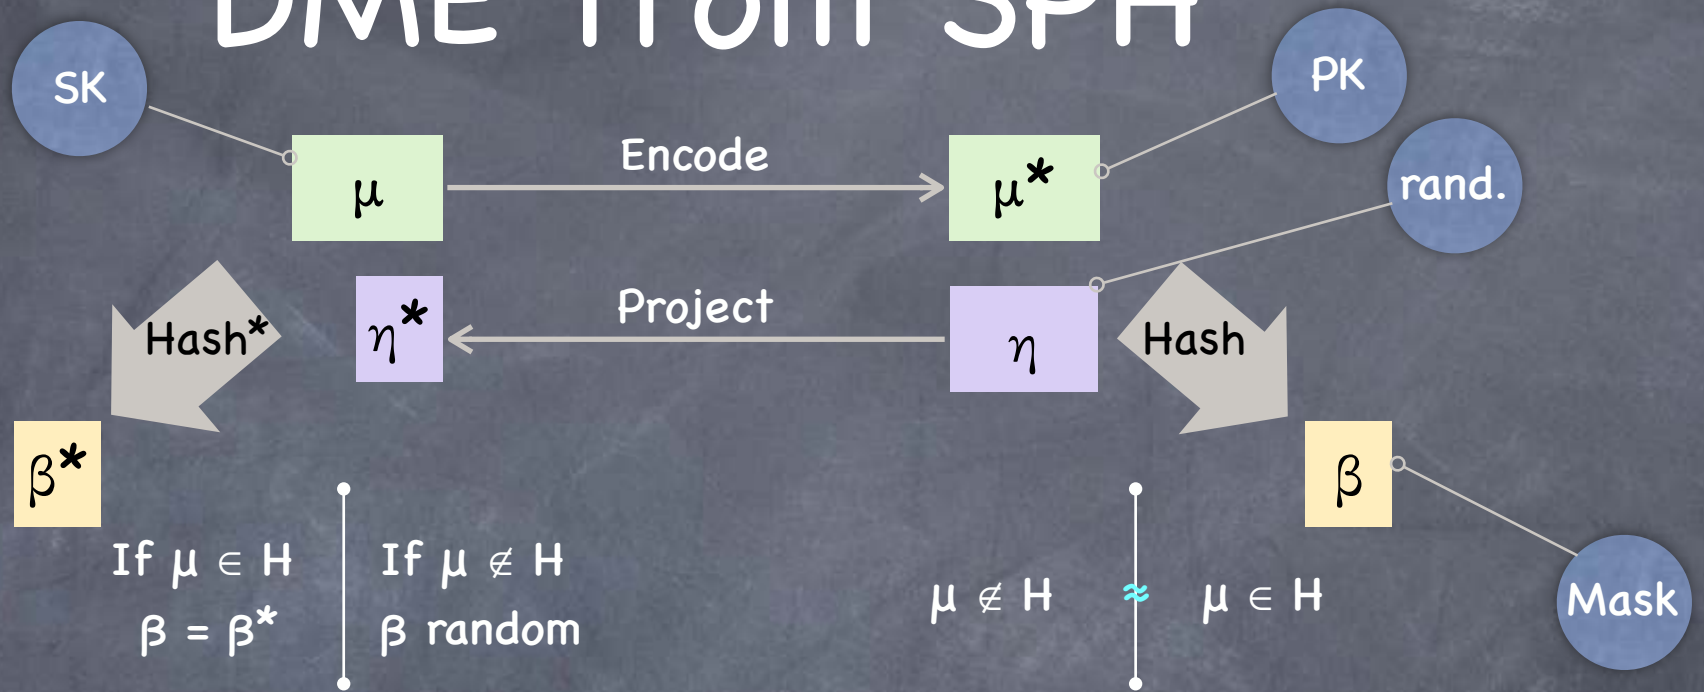 DME from SPH
SK
PK
rand.
Encode
μ
μ*
Project
η*
η
Hash*
Hash
β*
β
If μ ∈ H
β = β*
If μ ∉ H
β random
μ ∉ H ≈ μ ∈ H
Mask